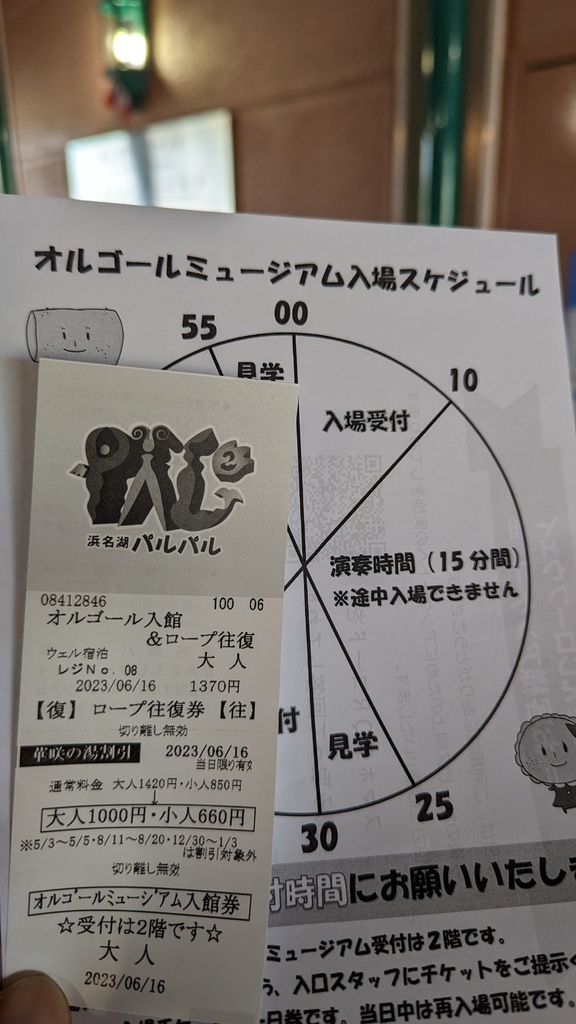 オルゴールミュージアム入場スケジュール
55
00
10
見学
入場受付
演奏時間（15分間）
※途中入場できません
付
見学
25
30
付時間にお願いいたしま
ミュージアム受付は2階です。
、入口スタッフにチケットをご提示く
日券です。当日中は再入場可能です。
PAL2
浜名湖 パルパル
08412846 100 06
オルゴール入館
&ロープ往復
ウェル宿泊 大 人
レジNo. 08
2023/06/16 1370円
【復】 ロープ往復券 【往】
切り離し無効
華咲の湯割引 2023/06/16
当日限り有効
通常料金 大人1420円・小人850円
↓
大人1000円・小人660円
※5/3～5/5・8/11～8/20・12/30～1/3
は割引対象外
切り離し無効
オルゴールミュージアム入館券
☆受付は2階です☆
大 人
2023/06/16